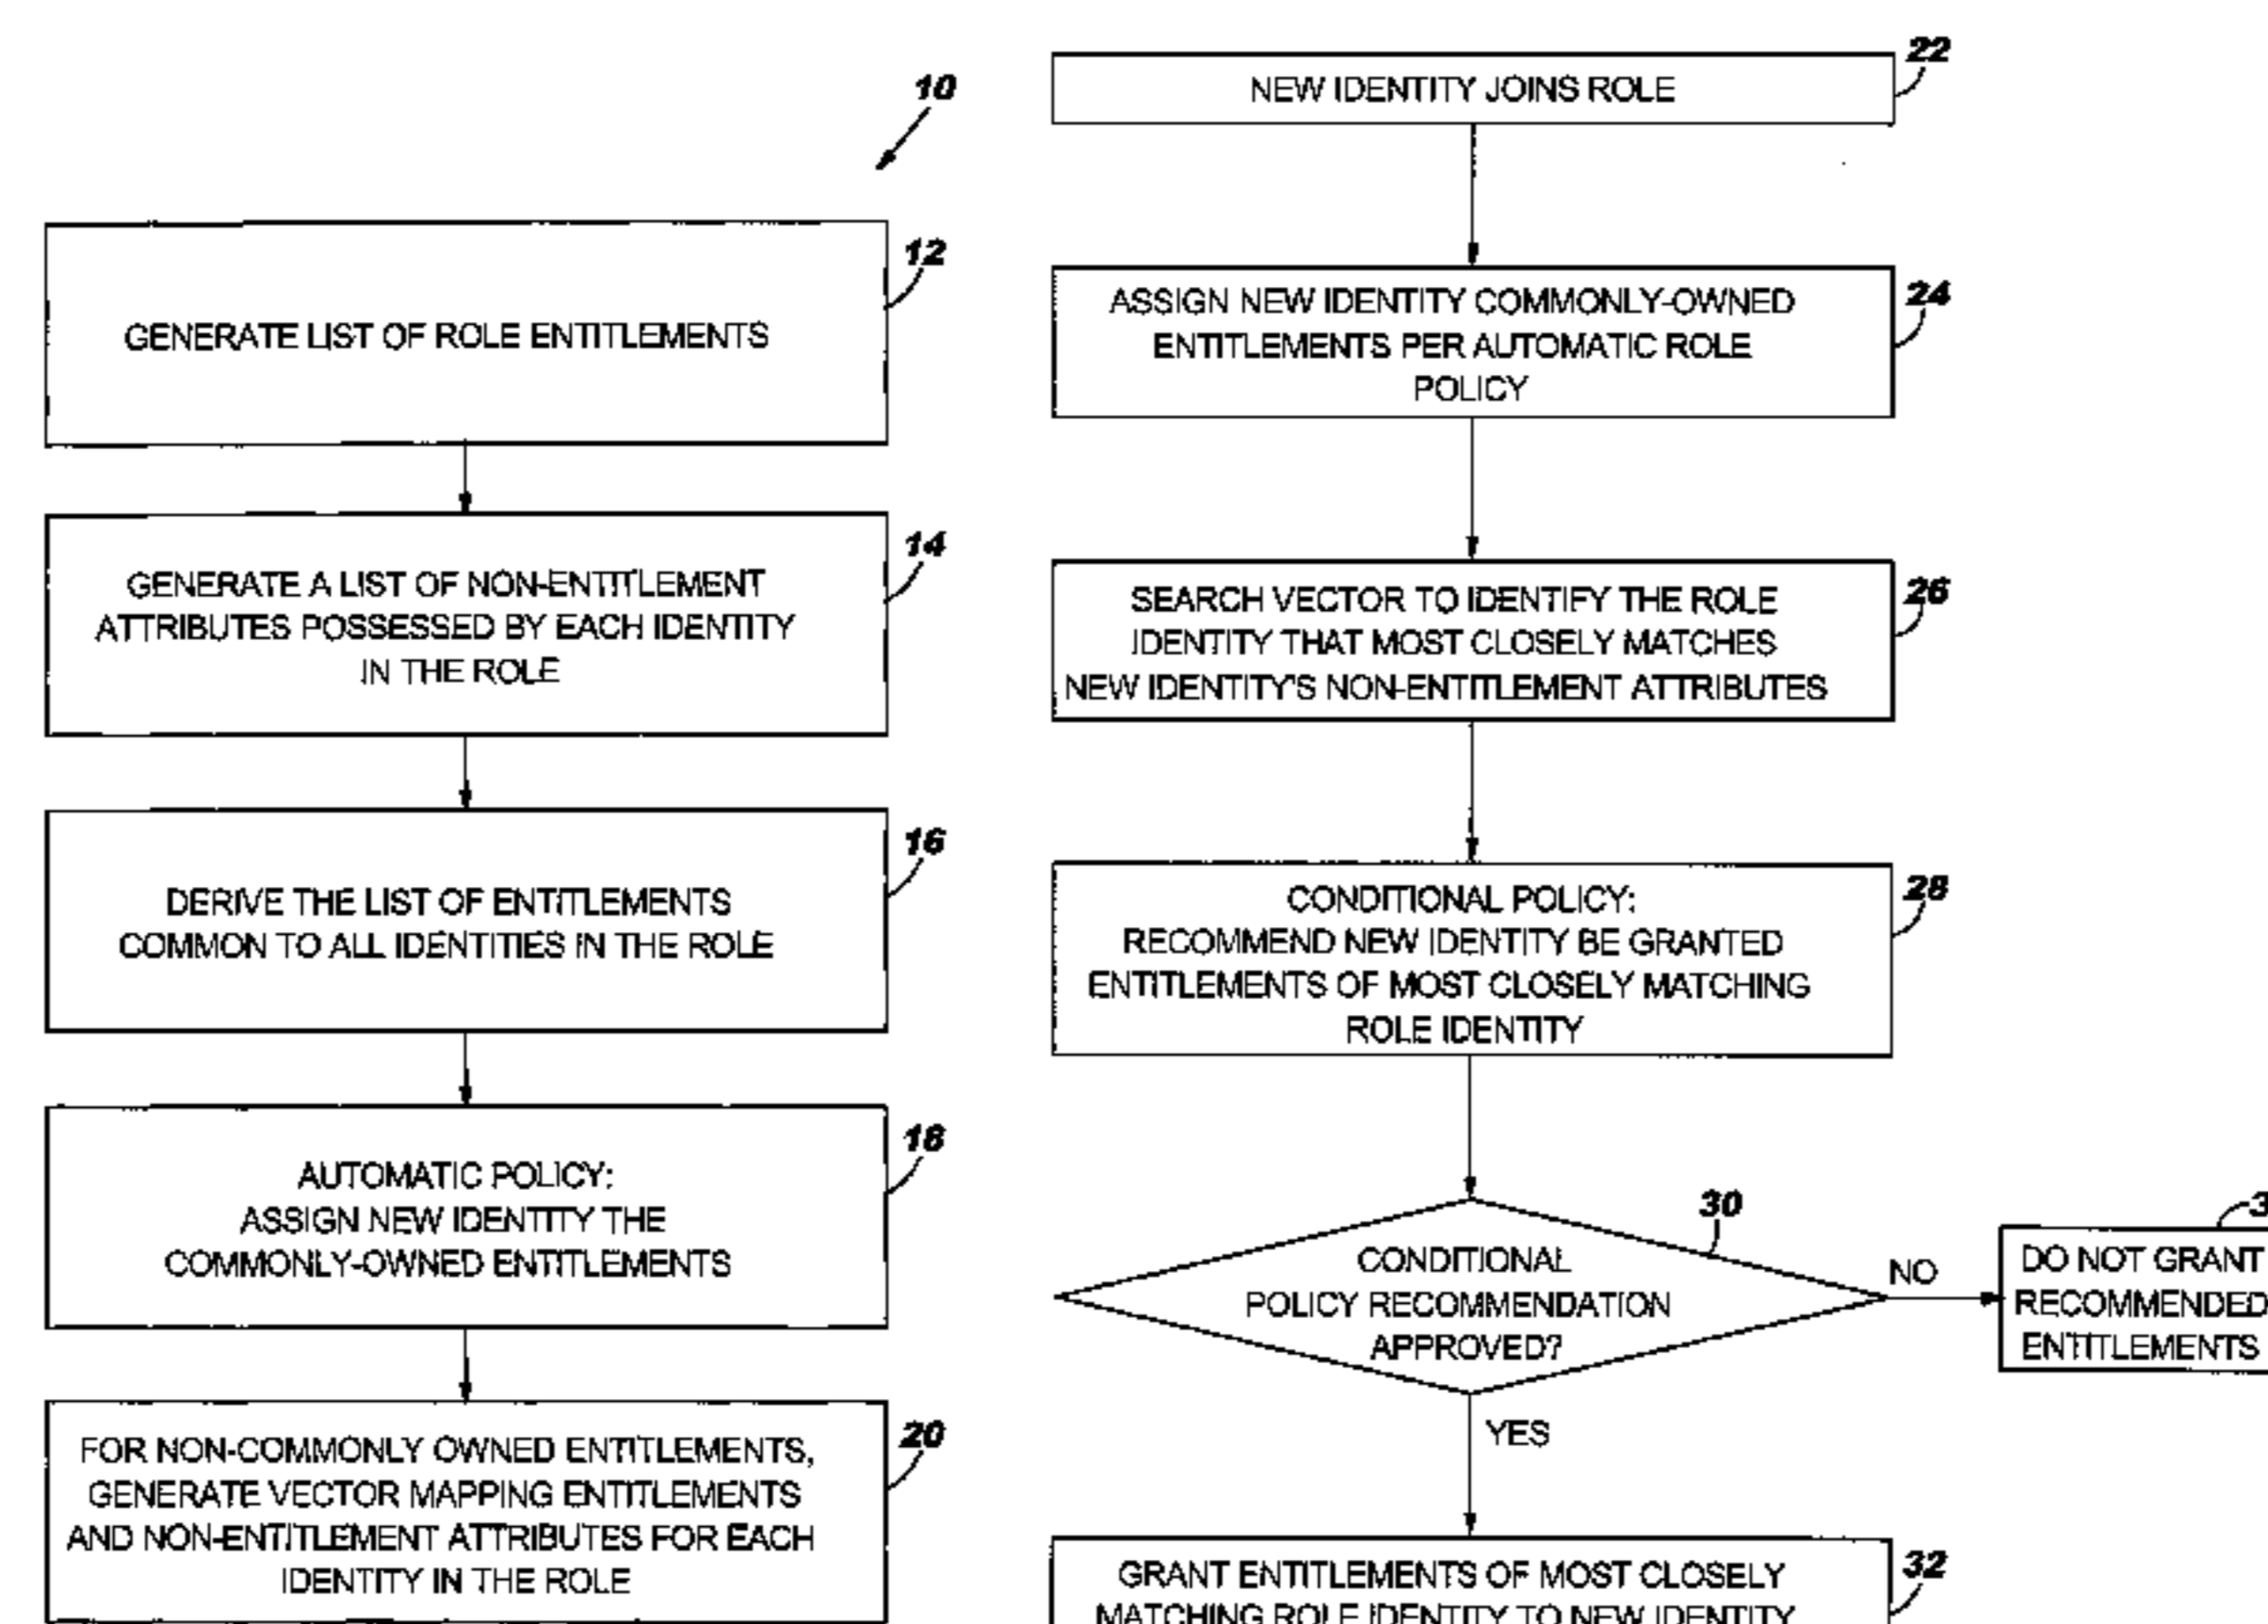 10
12
GENERATE LIST OF ROLE ENTITLEMENTS
14
GENERATE A LIST OF NON-ENTITLEMENT
ATTRIBUTES POSSESSED BY EACH IDENTITY
IN THE ROLE
16
DERIVE THE LIST OF ENTITLEMENTS
COMMON TO ALL IDENTITIES IN THE ROLE
18
AUTOMATIC POLICY:
ASSIGN NEW IDENTITY THE
COMMONLY-OWNED ENTITLEMENTS
20
FOR NON-COMMONLY OWNED ENTITLEMENTS,
GENERATE VECTOR MAPPING ENTITLEMENTS
AND NON-ENTITLEMENT ATTRIBUTES FOR EACH
IDENTITY IN THE ROLE
22
NEW IDENTITY JOINS ROLE
24
ASSIGN NEW IDENTITY COMMONLY-OWNED
ENTITLEMENTS PER AUTOMATIC ROLE
POLICY
26
SEARCH VECTOR TO IDENTIFY THE ROLE
IDENTITY THAT MOST CLOSELY MATCHES
NEW IDENTITY'S NON-ENTITLEMENT ATTRIBUTES
28
CONDITIONAL POLICY:
RECOMMEND NEW IDENTITY BE GRANTED
ENTITLEMENTS OF MOST CLOSELY MATCHING
ROLE IDENTITY
30
CONDITIONAL
POLICY RECOMMENDATION
APPROVED?
NO
DO NOT GRANT
RECOMMENDED
ENTITLEMENTS
YES
32
GRANT ENTITLEMENTS OF MOST CLOSELY
MATCHING ROLE IDENTITY TO NEW IDENTITY